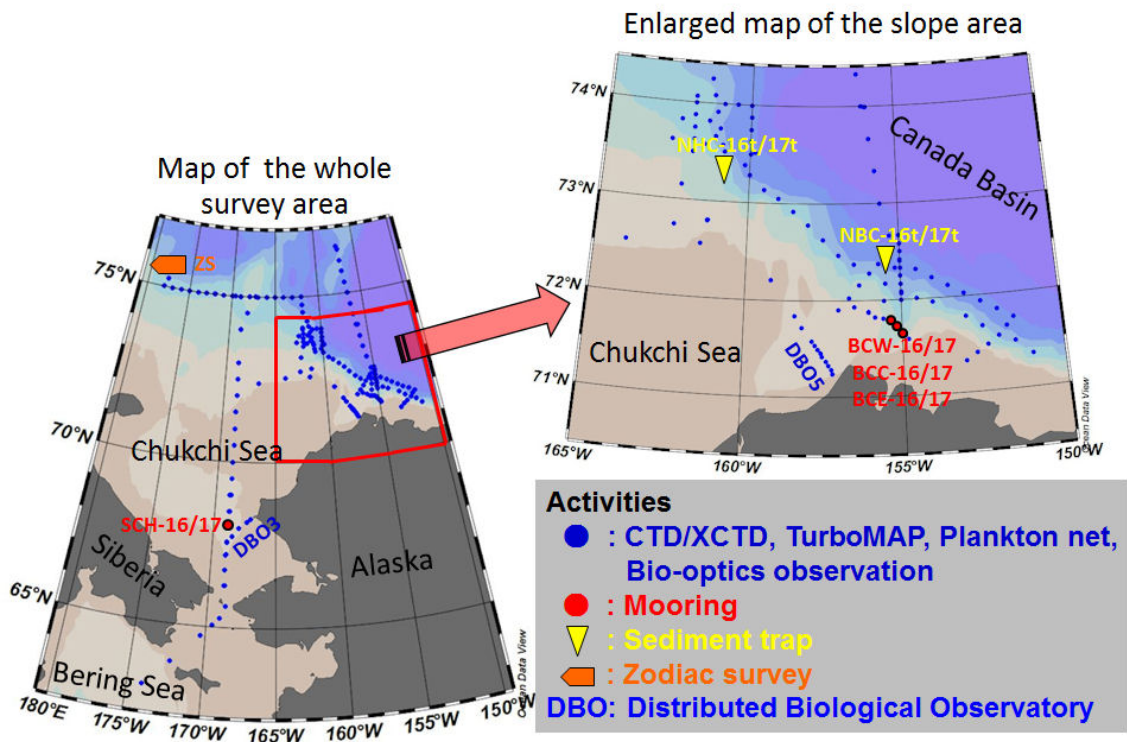 Enlarged map of the slope area
74°N
NHC-16t/17t
Canada Basin
73°N
NBC-16t/17t
72°N
Chukchi Sea
DBO5
BCW-16/17
BCC-16/17
BCE-16/17
71°N
165°W
160°W
155°W
150°W
Ocean Data View
Map of the whole
survey area
75°N
ZS
70°N
Chukchi Sea
SCH-16/17
DBO3
Siberia
Alaska
65°N
Bering Sea
180°E
175°W
170°W
165°W
160°W
155°W
150°W
Ocean Data View
Activities
: CTD/XCTD, TurboMAP, Plankton net,
Bio-optics observation
: Mooring
: Sediment trap
: Zodiac survey
DBO: Distributed Biological Observatory